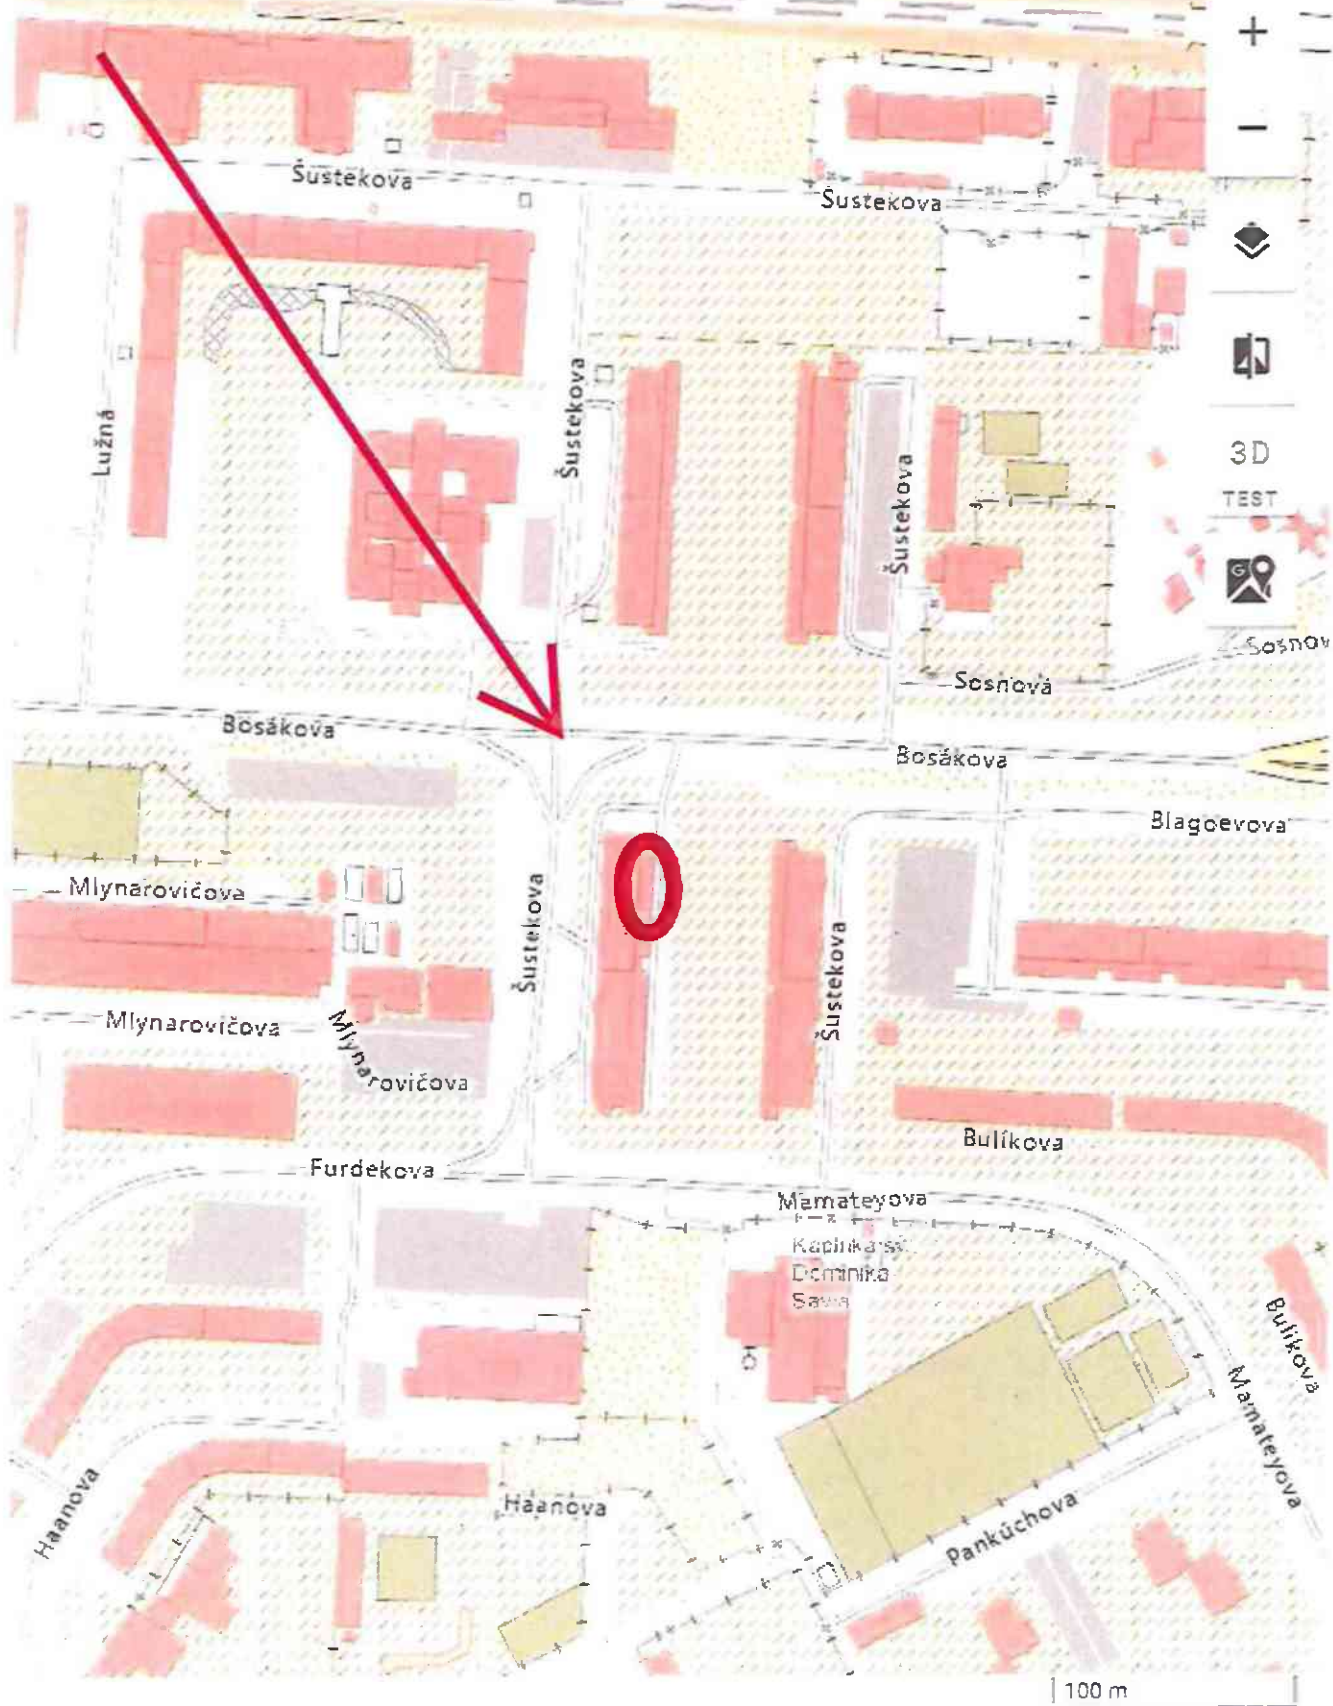 +
−
Šustekova
Šustekova
Šustekova
Lužná
Šustekova
3D
TEST
G
Sosnov
Sosnová
Bosákova
Bosákova
Blagoevova
Mlynarovičova
Šustekova
Šustekova
Mlynarovičova
Mlynarovičova
Furdekova
Bulíkova
Mamateyova
Kaplnka sv.
Dominika
Savia
Bulíkova
Mamateyova
Haanova
Haanova
Pankúchova
100 m